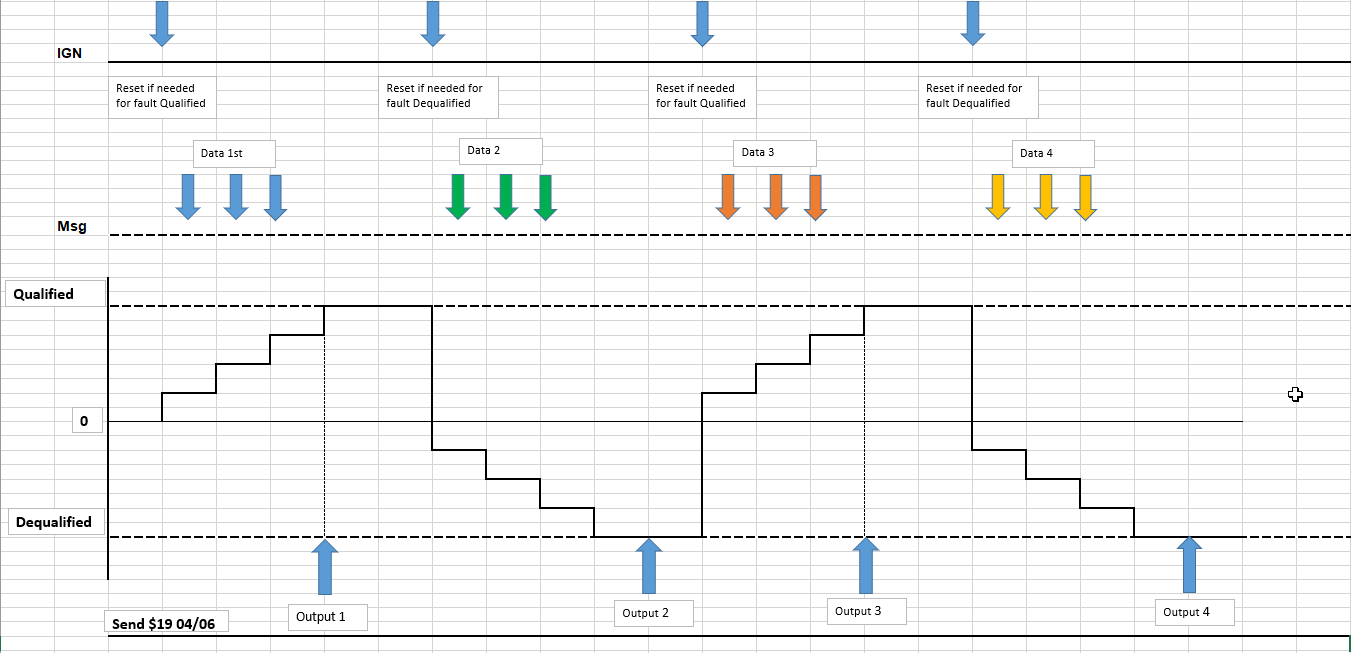 IGN
Reset if needed
for fault Qualified
Reset if needed for
fault Dequalified
Reset if needed
for fault Qualified
Reset if needed for
fault Dequalified
Data 1st
Data 2
Data 3
Data 4
Msg
Qualified
0
Dequalified
Send $19 04/06
Output 1
Output 2
Output 3
Output 4